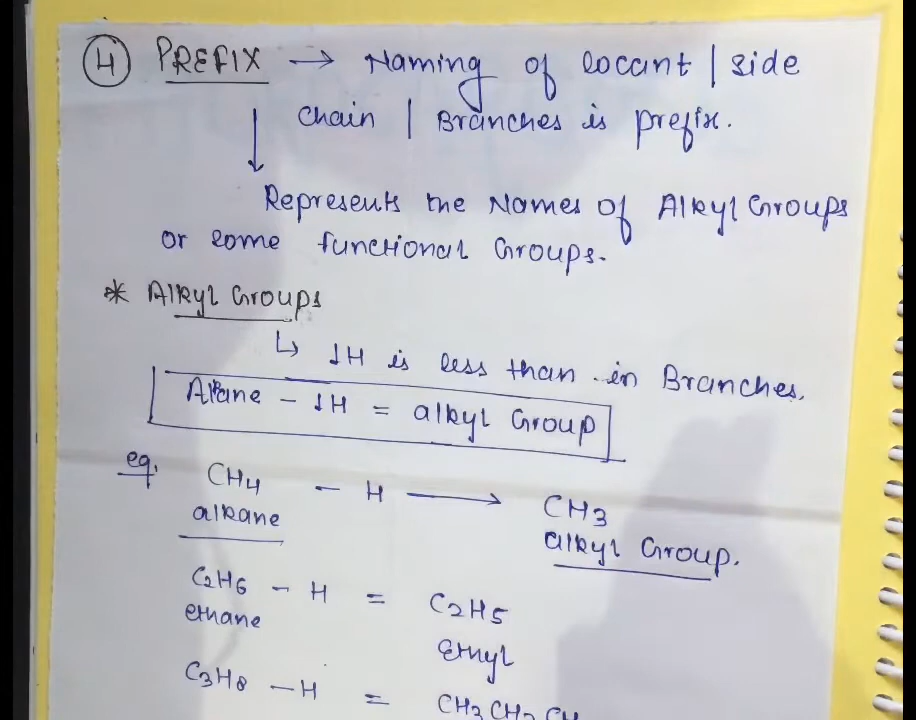 4 PREFIX → Naming of locant | side
chain | Branches is prefix.
↓
Represents the Names of Alkyl Groups
or some functional Groups.
* Alkyl Groups
↳ 1H is less than in Branches.
Alkane - 1H = alkyl Group
eg. CH4 - H → CH3
alkane alkyl Group.
C2H6 - H = C2H5
ethane Ethyl
C3H8 - H = CH3CH2CH